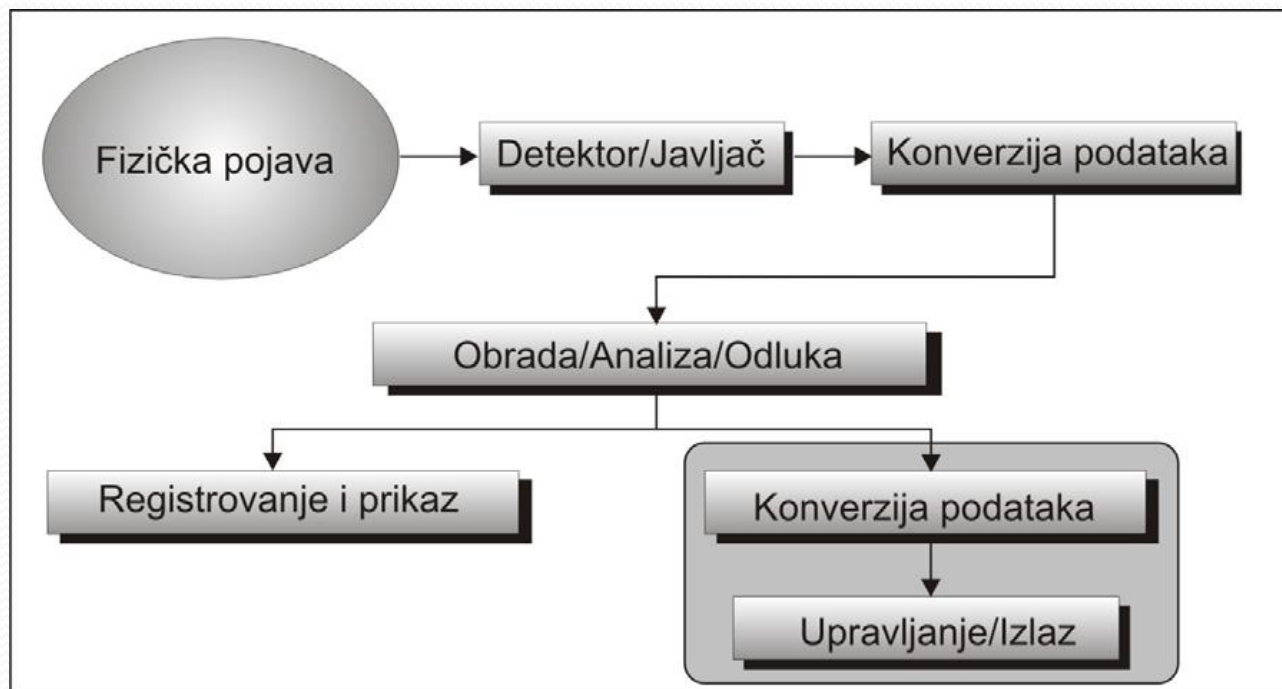 Fizička pojava
Detektor/Javljač
Konverzija podataka
Obrada/Analiza/Odluka
Registrovanje i prikaz
Konverzija podataka
Upravljanje/Izlaz